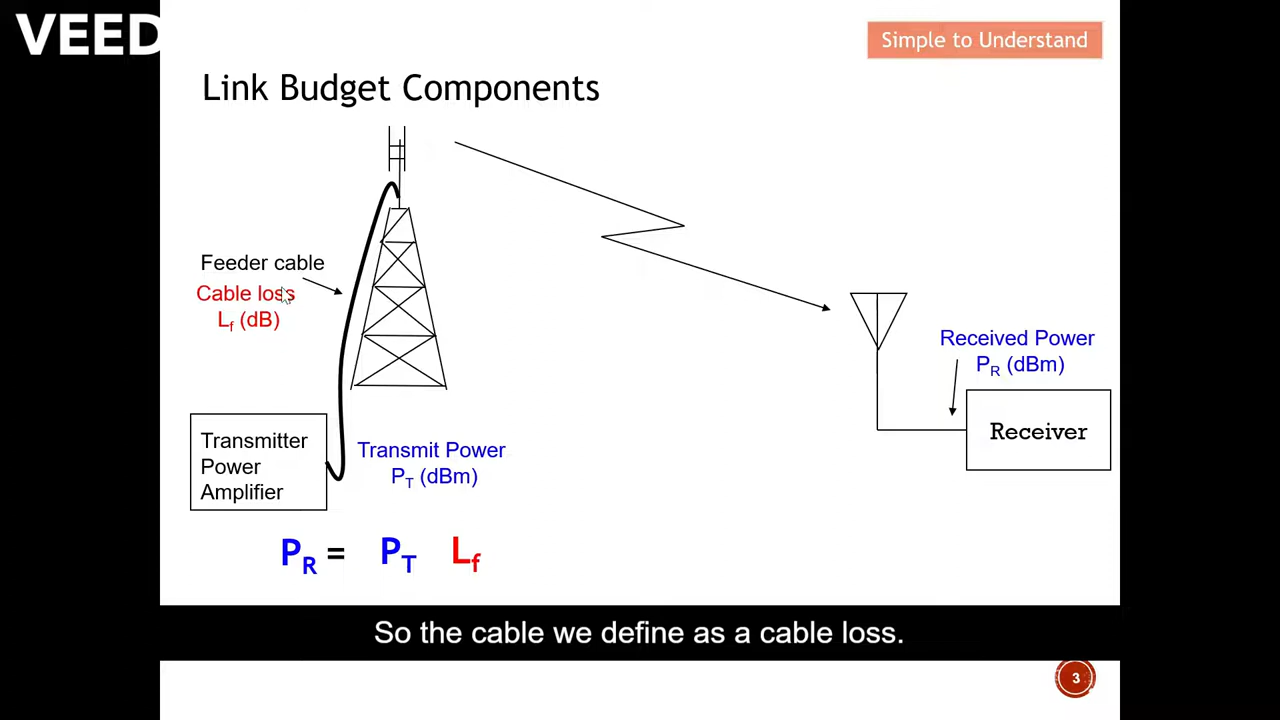 VEED
Simple to Understand
Link Budget Components
Feeder cable
Cable loss
Lf (dB)
Received Power
PR (dBm)
Receiver
Transmitter
Power
Amplifier
Transmit Power
PT (dBm)
PR = PT Lf
So the cable we define as a cable loss.
3